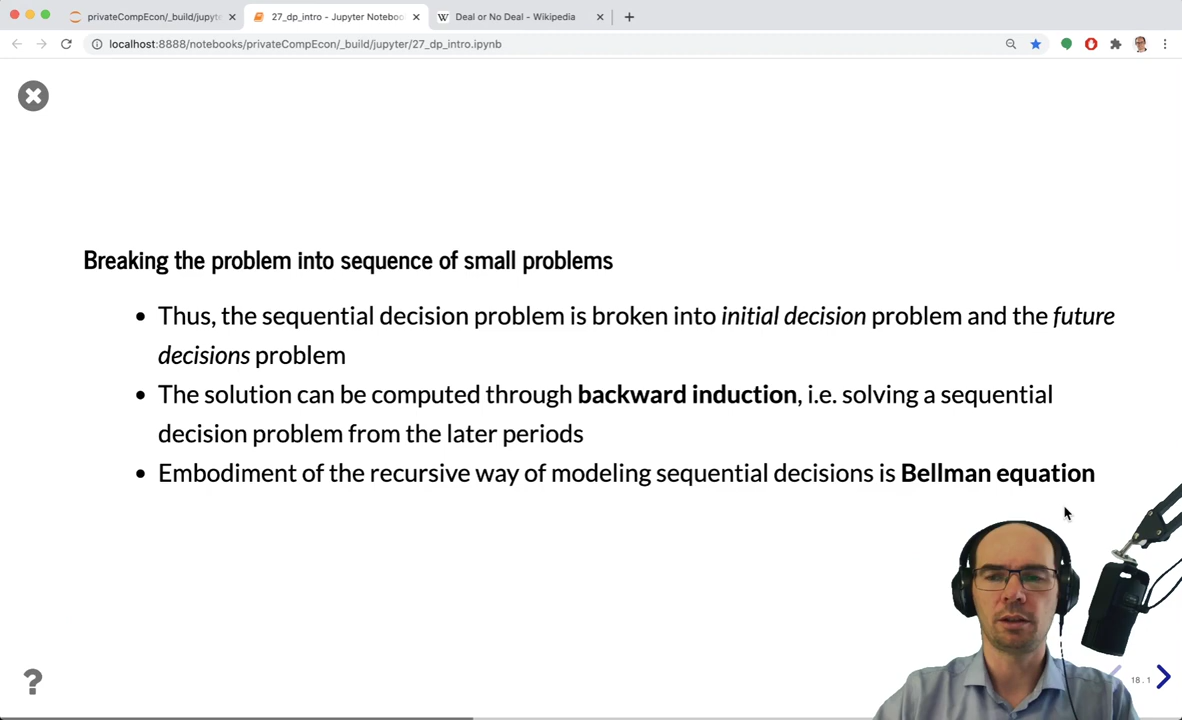 privateCompEcon/_build/jupyte
27_dp_intro - Jupyter Noteboo
Deal or No Deal - Wikipedia
localhost:8888/notebooks/privateCompEcon/_build/jupyter/27_dp_intro.ipynb
Breaking the problem into sequence of small problems
Thus, the sequential decision problem is broken into initial decision problem and the future
decisions problem
The solution can be computed through backward induction, i.e. solving a sequential
decision problem from the later periods
Embodiment of the recursive way of modeling sequential decisions is Bellman equation
18.1